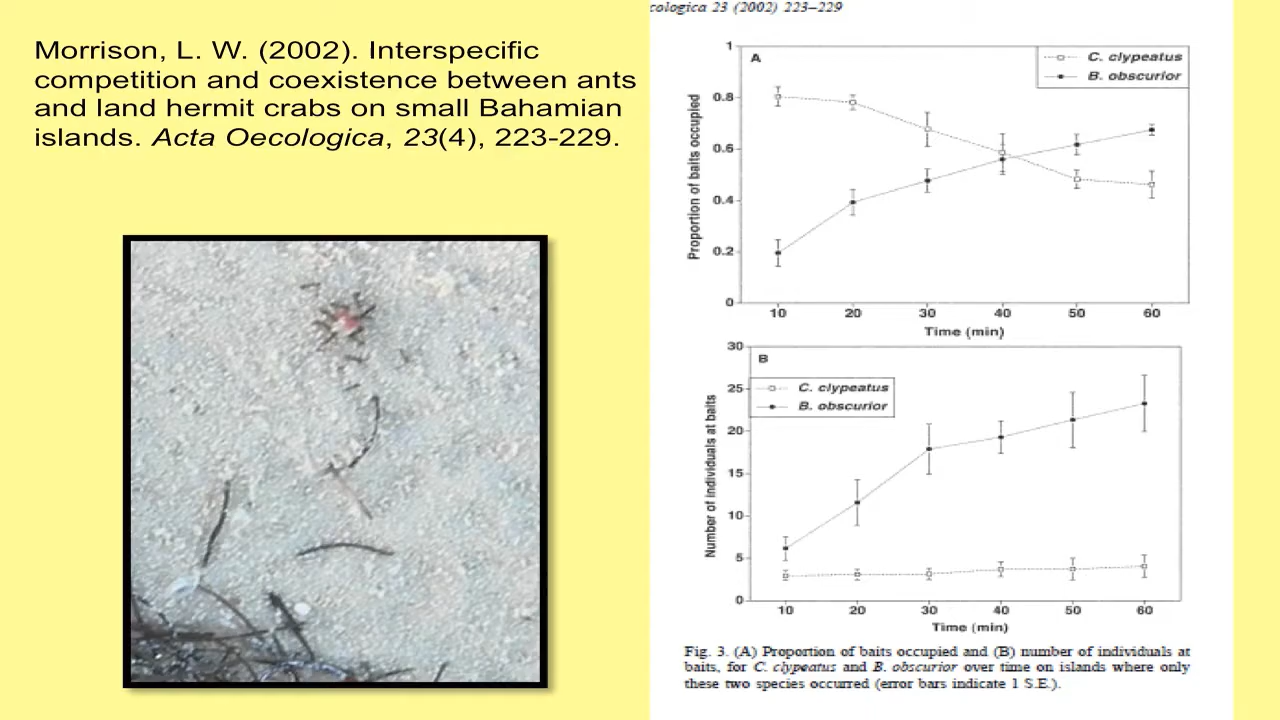 Morrison, L. W. (2002). Interspecific
competition and coexistence between ants
and land hermit crabs on small Bahamian
islands. Acta Oecologica, 23(4), 223-229.
cologica 23 (2002) 223–229
A
C. clypeatus
B. obscurior
Proportion of baits occupied
1
0.8
0.6
0.4
0.2
0
10 20 30 40 50 60
Time (min)
B
C. clypeatus
B. obscurior
Number of individuals at baits
30
25
20
15
10
5
0
10 20 30 40 50 60
Time (min)
Fig. 3. (A) Proportion of baits occupied and (B) number of individuals at
baits, for C. clypeatus and B. obscurior over time on islands where only
these two species occurred (error bars indicate 1 S.E.).